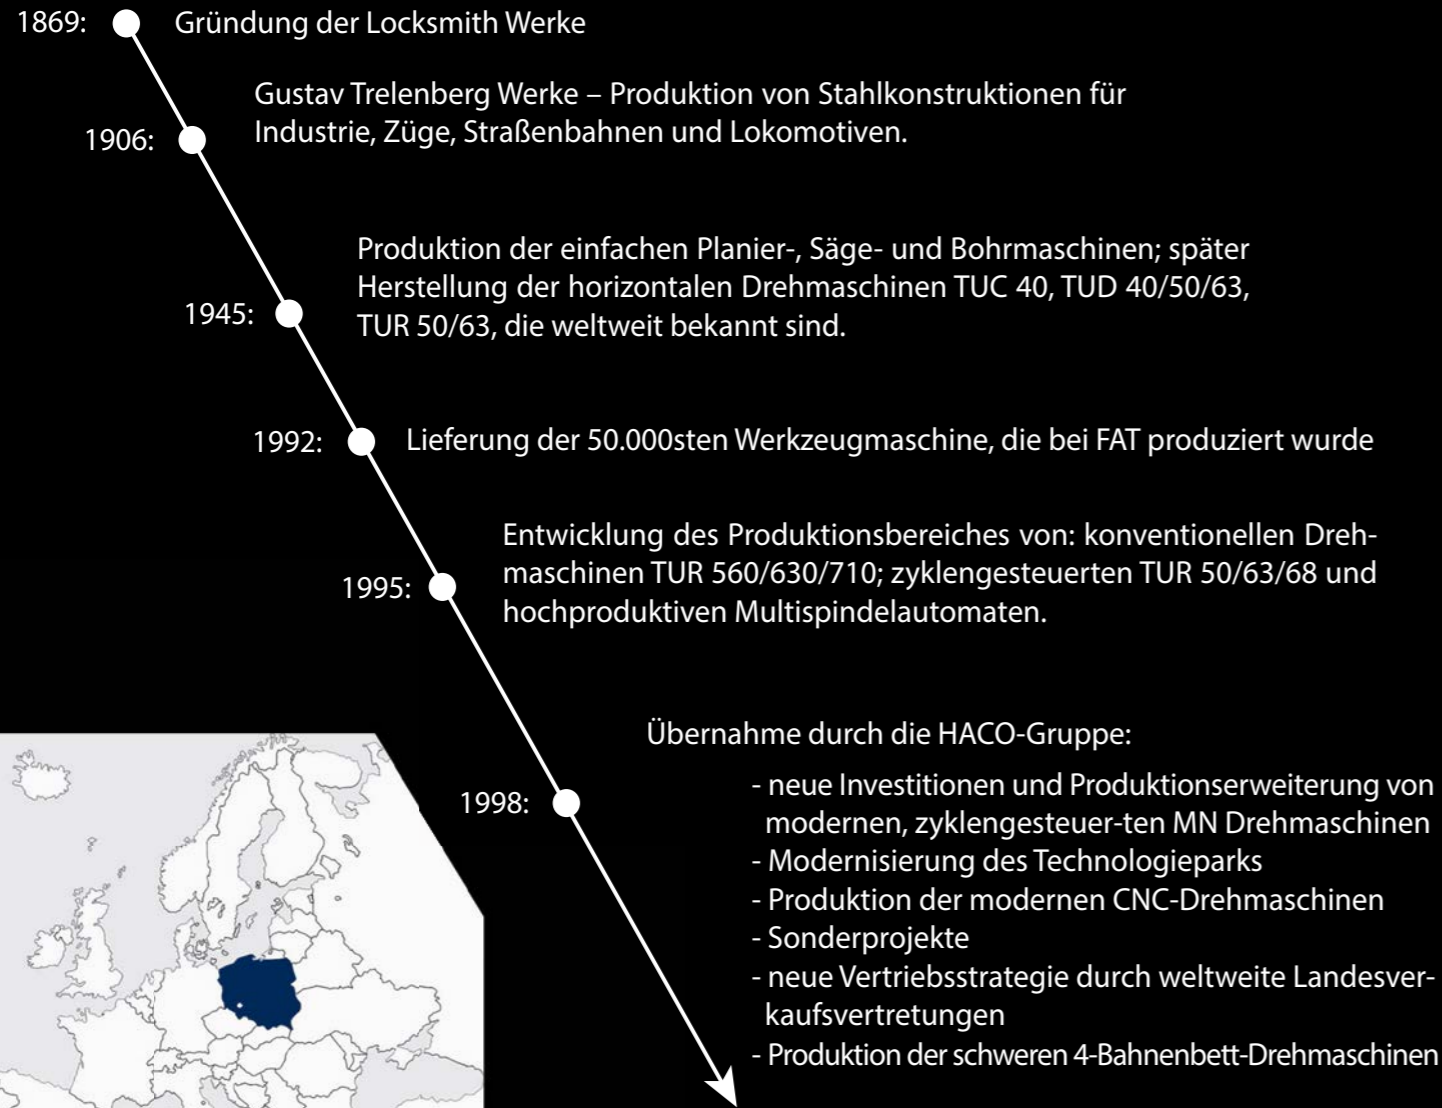 1869: Gründung der Locksmith Werke
Gustav Trelenberg Werke – Produktion von Stahlkonstruktionen für
1906: Industrie, Züge, Straßenbahnen und Lokomotiven.
Produktion der einfachen Planier-, Säge- und Bohrmaschinen; später
Herstellung der horizontalen Drehmaschinen TUC 40, TUD 40/50/63,
1945: TUR 50/63, die weltweit bekannt sind.
1992: Lieferung der 50.000sten Werkzeugmaschine, die bei FAT produziert wurde
Entwicklung des Produktionsbereiches von: konventionellen Dreh-
1995: maschinen TUR 560/630/710; zyklengesteuerten TUR 50/63/68 und
hochproduktiven Multispindelautomaten.
Übernahme durch die HACO-Gruppe:
1998: - neue Investitionen und Produktionserweiterung von
modernen, zyklengesteuer-ten MN Drehmaschinen
- Modernisierung des Technologieparks
- Produktion der modernen CNC-Drehmaschinen
- Sonderprojekte
- neue Vertriebsstrategie durch weltweite Landesver-
kaufsvertretungen
- Produktion der schweren 4-Bahnenbett-Drehmaschinen